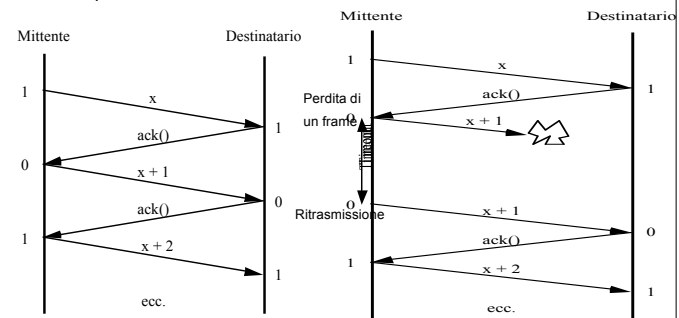 Mittente
Destinatario
1
x
1
ack()
0
x + 1
0
ack()
1
x + 2
1
ecc.
Mittente
Destinatario
1
x
1
ack()
Perdita di
un frame
0
x + 1
Timeout
Ritrasmissione
0
x + 1
0
ack()
1
x + 2
1
ecc.